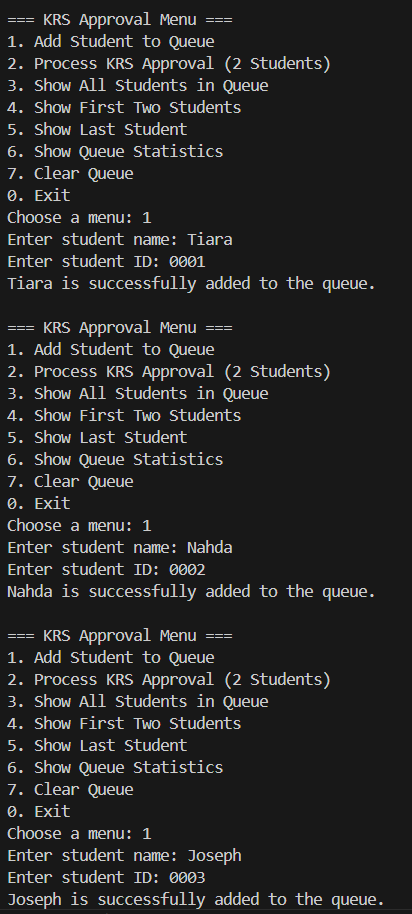 === KRS Approval Menu ===
1. Add Student to Queue
2. Process KRS Approval (2 Students)
3. Show All Students in Queue
4. Show First Two Students
5. Show Last Student
6. Show Queue Statistics
7. Clear Queue
0. Exit
Choose a menu: 1
Enter student name: Tiara
Enter student ID: 0001
Tiara is successfully added to the queue.

=== KRS Approval Menu ===
1. Add Student to Queue
2. Process KRS Approval (2 Students)
3. Show All Students in Queue
4. Show First Two Students
5. Show Last Student
6. Show Queue Statistics
7. Clear Queue
0. Exit
Choose a menu: 1
Enter student name: Nahda
Enter student ID: 0002
Nahda is successfully added to the queue.

=== KRS Approval Menu ===
1. Add Student to Queue
2. Process KRS Approval (2 Students)
3. Show All Students in Queue
4. Show First Two Students
5. Show Last Student
6. Show Queue Statistics
7. Clear Queue
0. Exit
Choose a menu: 1
Enter student name: Joseph
Enter student ID: 0003
Joseph is successfully added to the queue.